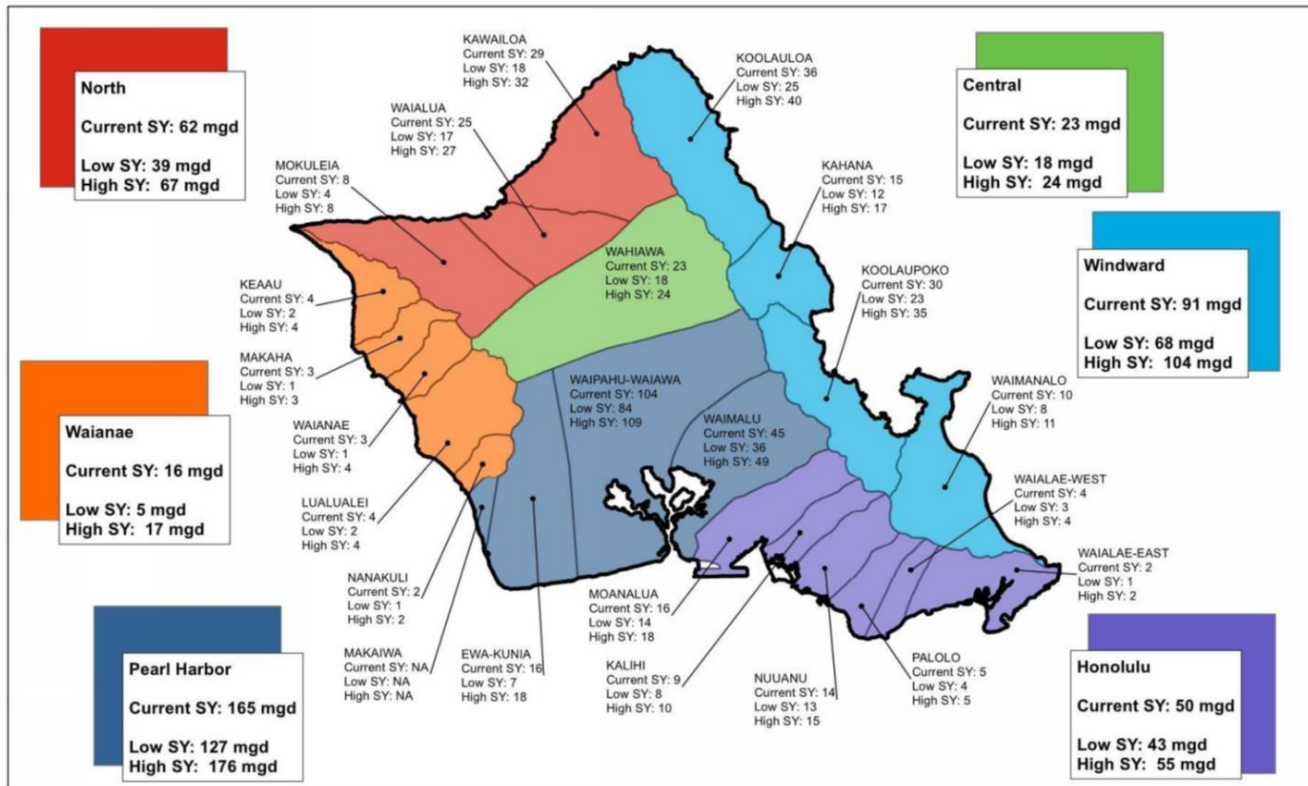 North
Current SY: 62 mgd
Low SY: 39 mgd
High SY: 67 mgd
KAWAILOA
Current SY: 29
Low SY: 18
High SY: 32
KOOLAULOA
Current SY: 36
Low SY: 25
High SY: 40
Central
Current SY: 23 mgd
Low SY: 18 mgd
High SY: 24 mgd
WAIALUA
Current SY: 25
Low SY: 17
High SY: 27
MOKULEIA
Current SY: 8
Low SY: 4
High SY: 8
KAHANA
Current SY: 15
Low SY: 12
High SY: 17
WAHIAWA
Current SY: 23
Low SY: 18
High SY: 24
KOOLAUPOKO
Current SY: 30
Low SY: 23
High SY: 35
Windward
Current SY: 91 mgd
Low SY: 68 mgd
High SY: 104 mgd
KEAAU
Current SY: 4
Low SY: 2
High SY: 4
MAKAHA
Current SY: 3
Low SY: 1
High SY: 3
WAIPAHU-WAIAWA
Current SY: 104
Low SY: 84
High SY: 109
WAIMALU
Current SY: 45
Low SY: 36
High SY: 49
WAIMANALO
Current SY: 10
Low SY: 8
High SY: 11
Waianae
Current SY: 16 mgd
Low SY: 5 mgd
High SY: 17 mgd
WAIANAE
Current SY: 3
Low SY: 1
High SY: 4
LUALUALEI
Current SY: 4
Low SY: 2
High SY: 4
WAIALAE-WEST
Current SY: 4
Low SY: 3
High SY: 4
WAIALAE-EAST
Current SY: 2
Low SY: 1
High SY: 2
NANAKULI
Current SY: 2
Low SY: 1
High SY: 2
MOANALUA
Current SY: 16
Low SY: 14
High SY: 18
Pearl Harbor
Current SY: 165 mgd
Low SY: 127 mgd
High SY: 176 mgd
MAKAIWA
Current SY: NA
Low SY: NA
High SY: NA
EWA-KUNIA
Current SY: 16
Low SY: 7
High SY: 18
KALIHI
Current SY: 9
Low SY: 8
High SY: 10
NUUANU
Current SY: 14
Low SY: 13
High SY: 15
PALOLO
Current SY: 5
Low SY: 4
High SY: 5
Honolulu
Current SY: 50 mgd
Low SY: 43 mgd
High SY: 55 mgd